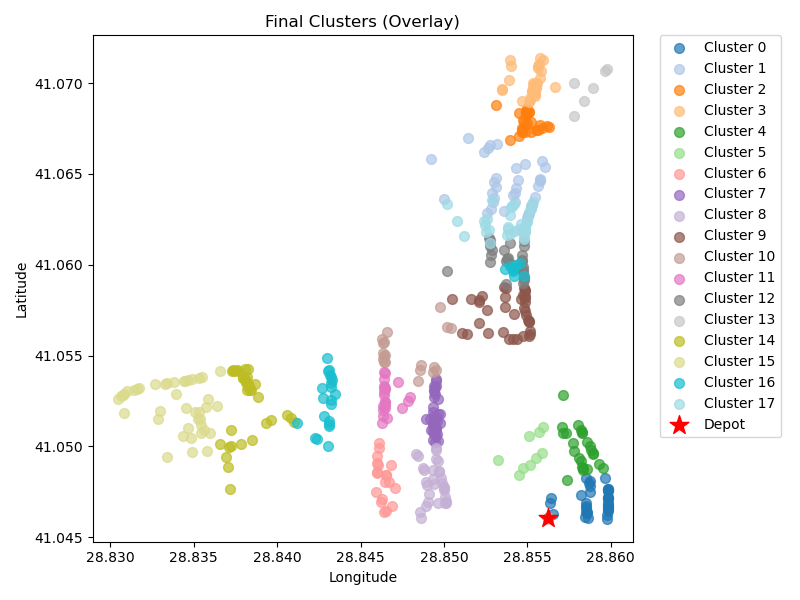 Final Clusters (Overlay)
Latitude
41.070
41.065
41.060
41.055
41.050
41.045
28.830 28.835 28.840 28.845 28.850 28.855 28.860
Longitude
Cluster 0
Cluster 1
Cluster 2
Cluster 3
Cluster 4
Cluster 5
Cluster 6
Cluster 7
Cluster 8
Cluster 9
Cluster 10
Cluster 11
Cluster 12
Cluster 13
Cluster 14
Cluster 15
Cluster 16
Cluster 17
Depot